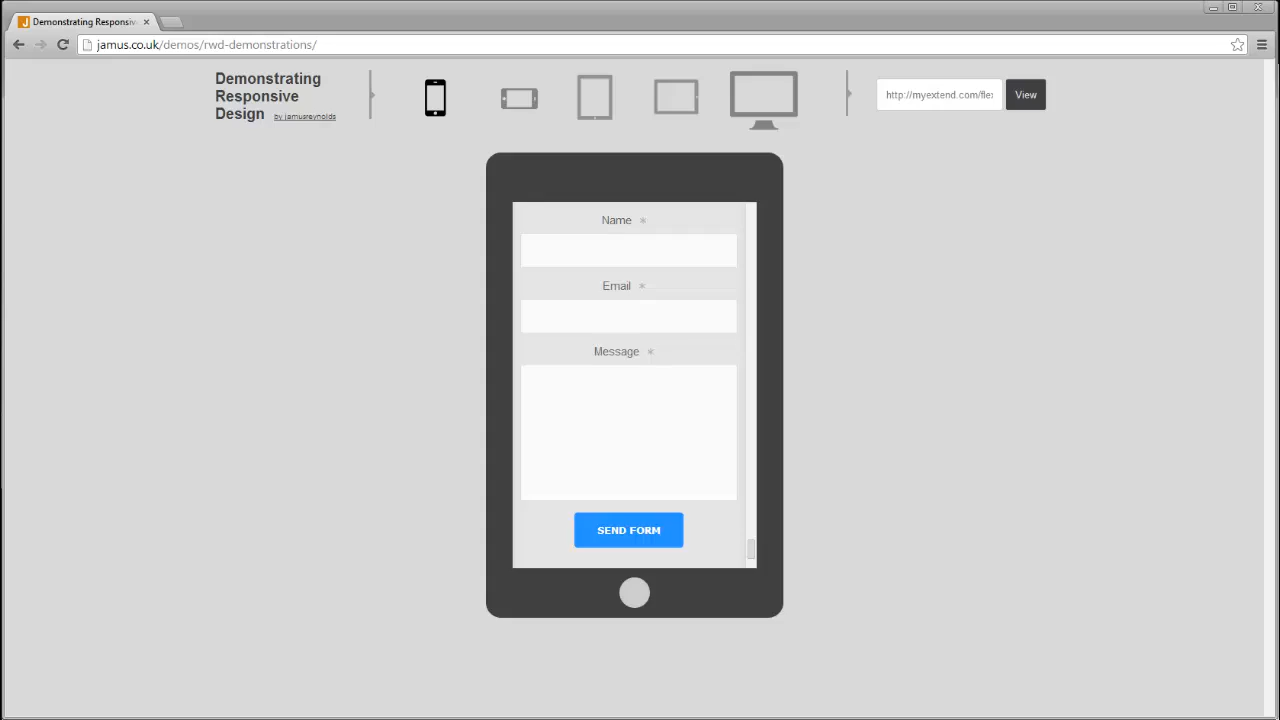 Demonstrating Responsiv
jamus.co.uk/demos/rwd-demonstrations/
Demonstrating
Responsive
Design by jamusreynolds
http://myextend.com/fle
View
Name *
Email *
Message *
SEND FORM